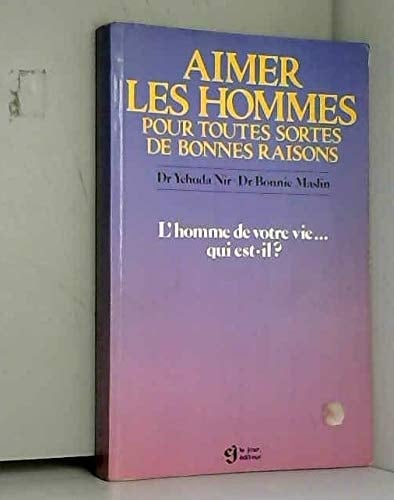 AIMER
LES HOMMES
POUR TOUTES SORTES
DE BONNES RAISONS
Dr Yehuda Nir - Dr Bonnie Maslin
L'homme de votre vie...
qui est-il?
le jour,
éditeur